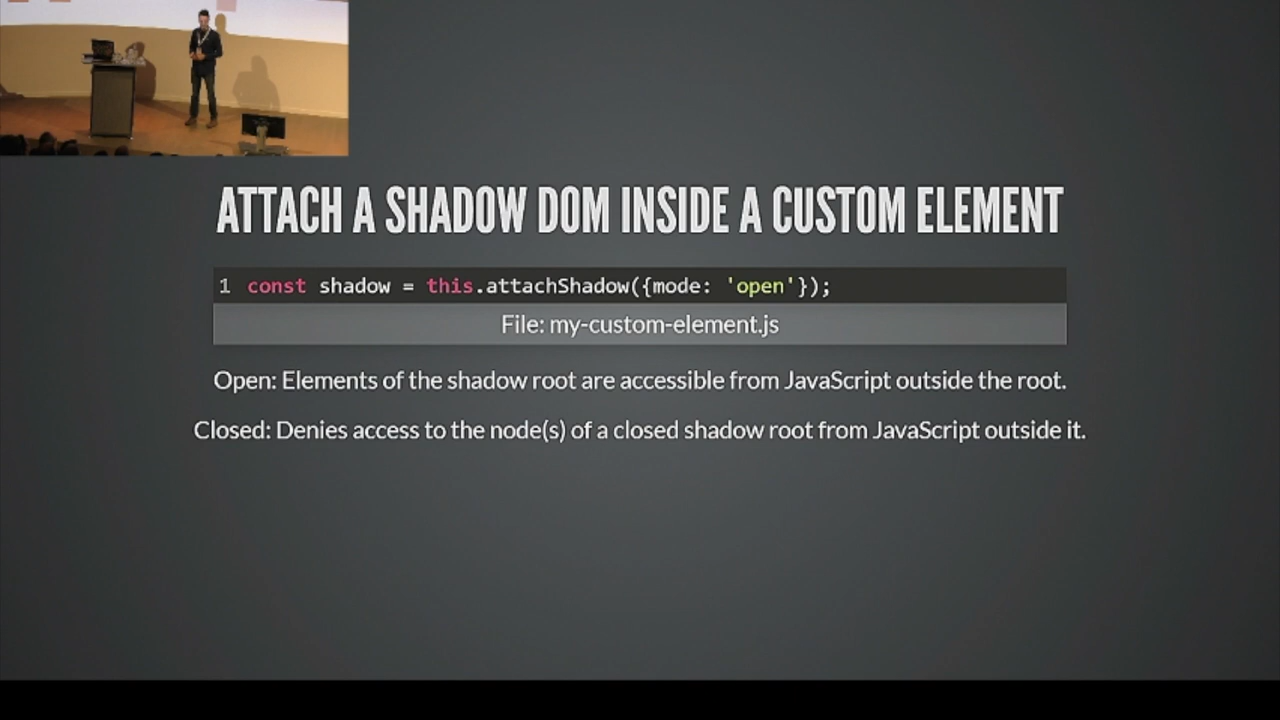 ATTACH A SHADOW DOM INSIDE A CUSTOM ELEMENT
1 const shadow = this.attachShadow({mode: 'open'});
File: my-custom-element.js
Open: Elements of the shadow root are accessible from JavaScript outside the root.
Closed: Denies access to the node(s) of a closed shadow root from JavaScript outside it.